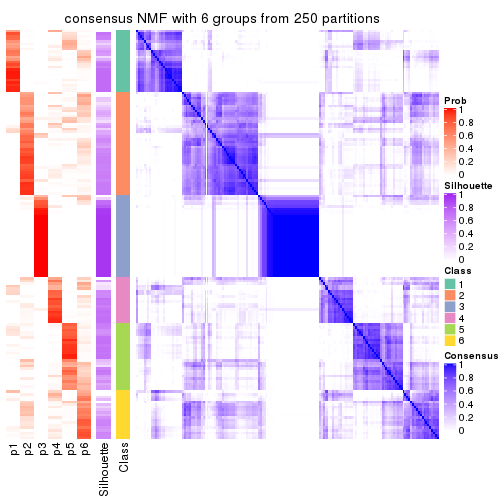 consensus NMF with 6 groups from 250 partitions
Prob
1
0.8
0.6
0.4
0.2
0
Silhouette
1
0.8
0.6
0.4
0.2
0
Class
1
2
3
4
5
6
Consensus
1
0.8
0.6
0.4
0.2
0
p1
p2
p3
p4
p5
p6
Silhouette
Class